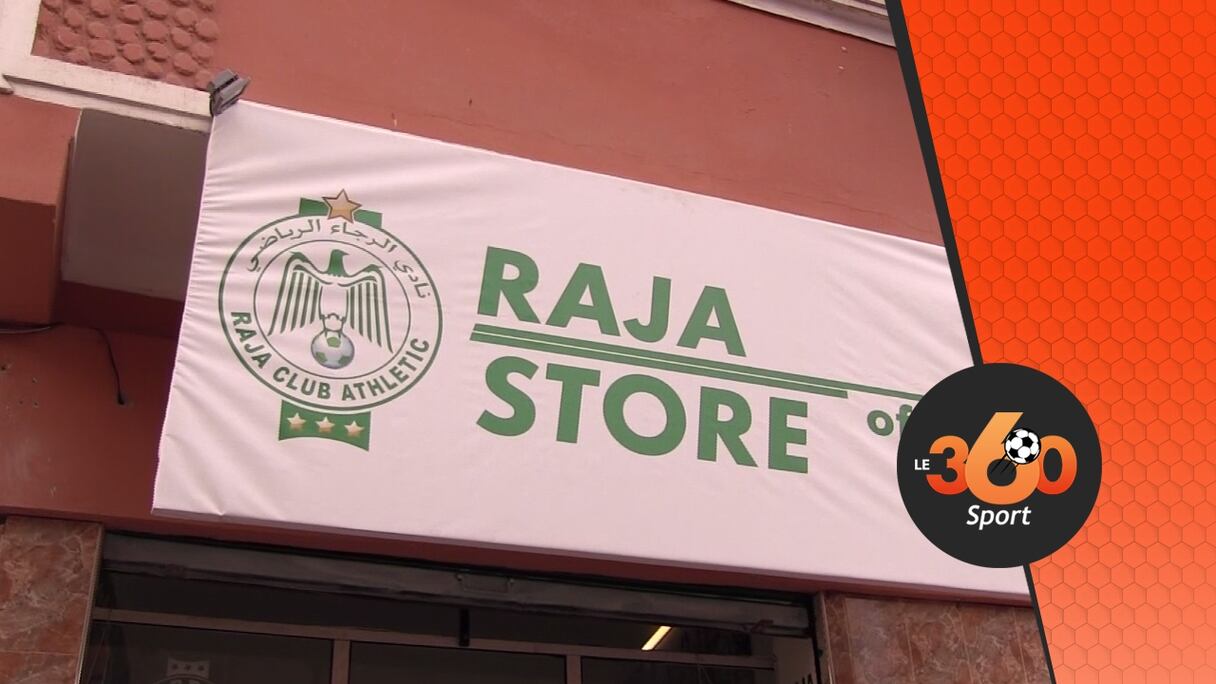 نادي الرجاء الرياضي
RAJA CLUB ATHLETIC
RAJA
STORE
of
LE 360
Sport